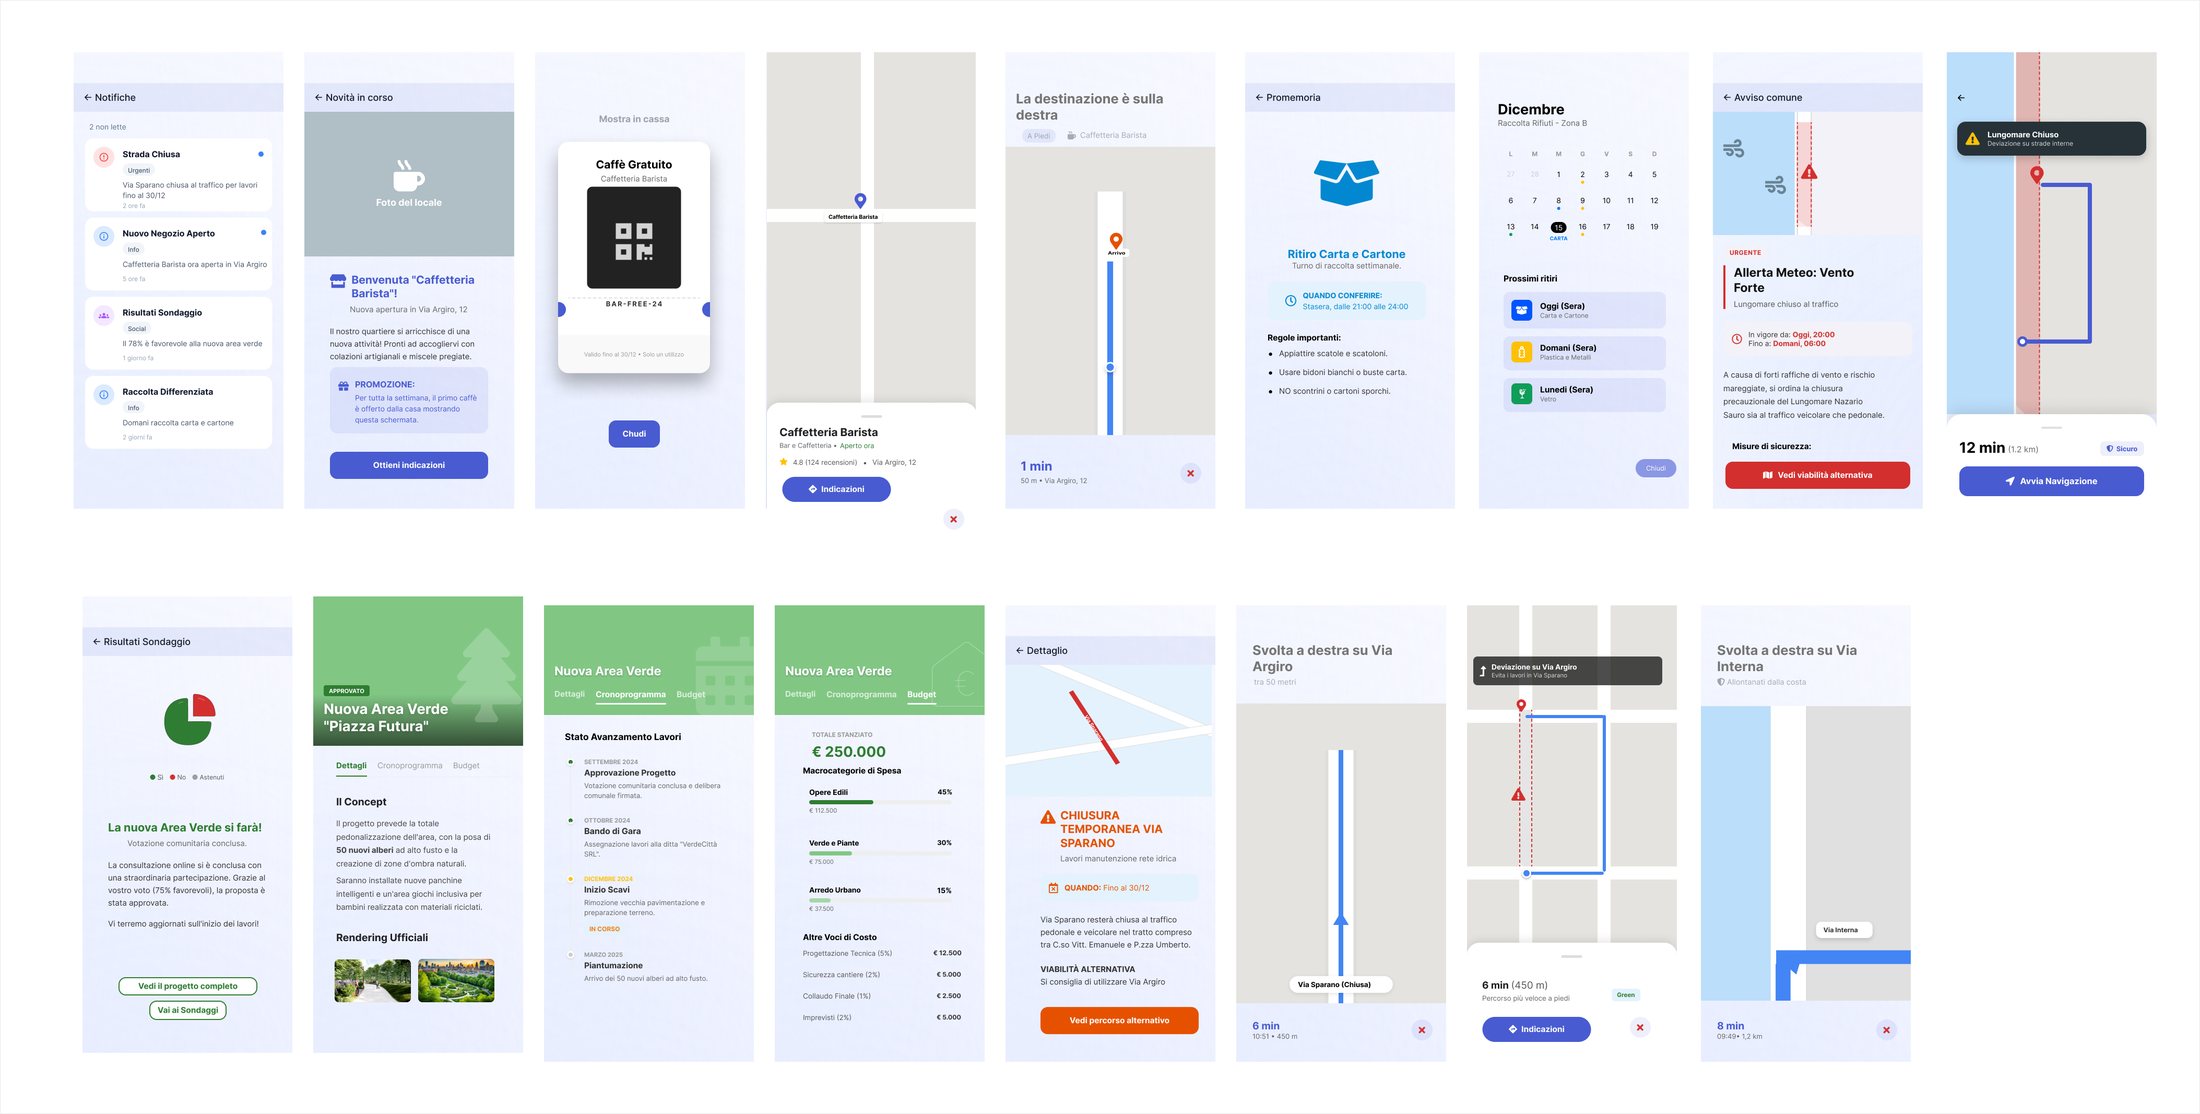 Notifiche
2 non lette
Strada Chiusa
Urgenti
Via Sparano chiusa al traffico per lavori
fino al 30/12
2 ore fa
Nuovo Negozio Aperto
Info
Caffetteria Barista ora aperta in Via Argiro
5 ore fa
Risultati Sondaggio
Social
Il 78% è favorevole alla nuova area verde
1 giorno fa
Raccolta Differenziata
Info
Domani raccolta carta e cartone
2 giorni fa
Novità in corso
Foto del locale
Benvenuta "Caffetteria
Barista"!
Nuova apertura in Via Argiro, 12
Il nostro quartiere si arricchisce di una
nuova attività! Pronti ad accogliervi con
colazioni artigianali e miscele pregiate.
PROMOZIONE:
Per tutta la settimana, il primo caffè
è offerto dalla casa mostrando
questa schermata.
Ottieni indicazioni
Mostra in cassa
Caffè Gratuito
Caffetteria Barista
BAR-FREE-24
Valido fino al 30/12 • Solo un utilizzo
Chudi
Caffetteria Barista
Caffetteria Barista
Bar e Caffetteria • Aperto ora
4.8 (124 recensioni) • Via Argiro, 12
Indicazioni
La destinazione è sulla
destra
A Piedi
Caffetteria Barista
Arrivo
1 min
50 m • Via Argiro, 12
Promemoria
Ritiro Carta e Cartone
Turno di raccolta settimanale.
QUANDO CONFERIRE:
Stasera, dalle 21:00 alle 24:00
Regole importanti:
• Appiattire scatole e scatoloni.
• Usare bidoni bianchi o buste carta.
• NO scontrini o cartoni sporchi.
Dicembre
Raccolta Rifiuti - Zona B
L M M G V S D
27 28 1 2 3 4 5
6 7 8 9 10 11 12
13 14 15 16 17 18 19
CARTA
Prossimi ritiri
Oggi (Sera)
Carta e Cartone
Domani (Sera)
Plastica e Metalli
Lunedì (Sera)
Vetro
Chiudi
Avviso comune
URGENTE
Allerta Meteo: Vento
Forte
Lungomare chiuso al traffico
In vigore da: Oggi, 20:00
Fino a: Domani, 06:00
A causa di forti raffiche di vento e rischio
mareggiate, si ordina la chiusura
precauzionale del Lungomare Nazario
Sauro sia al traffico veicolare che pedonale.
Misure di sicurezza:
Vedi viabilità alternativa
Lungomare Chiuso
Deviazione su strade interne
12 min (1.2 km)
Sicuro
Avvia Navigazione
Risultati Sondaggio
Sì No Astenuti
La nuova Area Verde si farà!
Votazione comunitaria conclusa.
La consultazione online si è conclusa con
una straordinaria partecipazione. Grazie al
vostro voto (75% favorevoli), la proposta è
stata approvata.
Vi terremo aggiornati sull'inizio dei lavori!
Vedi il progetto completo
Vai ai Sondaggi
APPROVATO
Nuova Area Verde
"Piazza Futura"
Dettagli Cronoprogramma Budget
Il Concept
Il progetto prevede la totale
pedonalizzazione dell'area, con la posa di
50 nuovi alberi ad alto fusto e la
creazione di zone d'ombra naturali.
Saranno installate nuove panchine
intelligenti e un'area giochi inclusiva per
bambini realizzata con materiali riciclati.
Rendering Ufficiali
Nuova Area Verde
Dettagli Cronoprogramma Budget
Stato Avanzamento Lavori
SETTEMBRE 2024
Approvazione Progetto
Votazione comunitaria conclusa e delibera
comunale firmata.
OTTOBRE 2024
Bando di Gara
Assegnazione lavori alla ditta "VerdeCittà
SRL".
DICEMBRE 2024
Inizio Scavi
Rimozione vecchia pavimentazione e
preparazione terreno.
IN CORSO
MARZO 2025
Piantumazione
Arrivo dei 50 nuovi alberi ad alto fusto.
Nuova Area Verde
Dettagli Cronoprogramma Budget
TOTALE STANZIATO
€ 250.000
Macrocategorie di Spesa
Opere Edili 45%
€ 112.500
Verde e Piante 30%
€ 75.000
Arredo Urbano 15%
€ 37.500
Altre Voci di Costo
Progettazione Tecnica (5%) € 12.500
Sicurezza cantiere (2%) € 5.000
Collaudo Finale (1%) € 2.500
Imprevisti (2%) € 5.000
Dettaglio
CHIUSURA
TEMPORANEA VIA
SPARANO
Lavori manutenzione rete idrica
QUANDO: Fino al 30/12
Via Sparano resterà chiusa al traffico
pedonale e veicolare nel tratto compreso
tra C.so Vitt. Emanuele e P.zza Umberto.
VIABILITÀ ALTERNATIVA
Si consiglia di utilizzare Via Argiro
Vedi percorso alternativo
Svolta a destra su Via
Argiro
tra 50 metri
Via Sparano (Chiusa)
6 min
10:51 • 450 m
Deviazione su Via Argiro
Evita i lavori in Via Sparano
6 min (450 m)
Percorso più veloce a piedi
Green
Indicazioni
Svolta a destra su Via
Interna
Allontanati dalla costa
Via Interna
8 min
09:49• 1,2 km